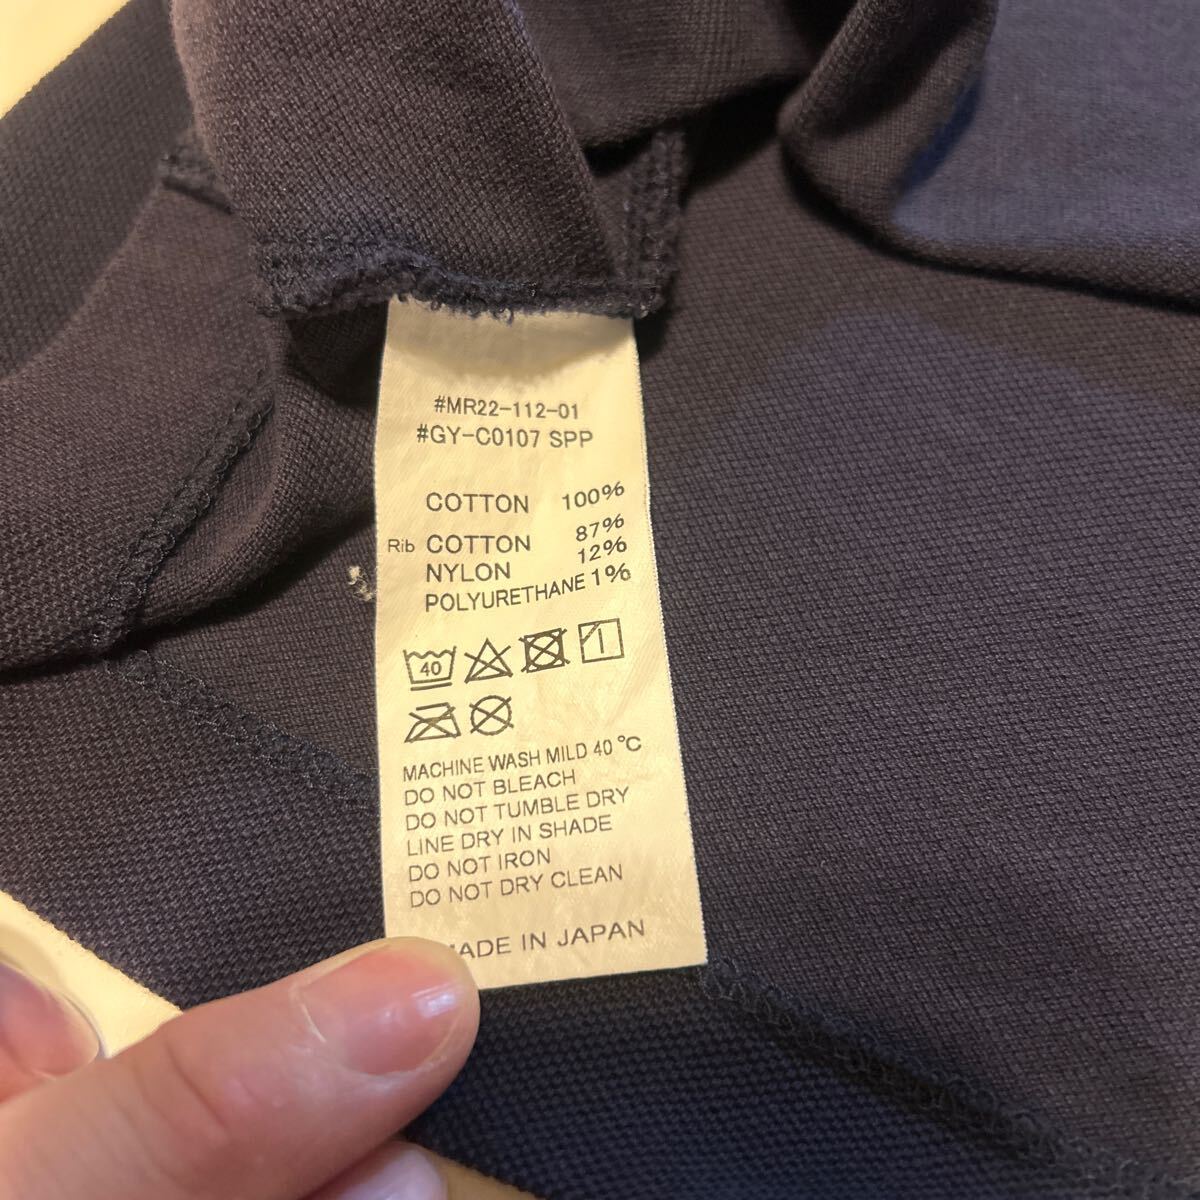 #MR22-112-01
#GY-C0107 SPP
COTTON 100%
Rib COTTON 87%
NYLON 12%
POLYURETHANE 1%
40
MACHINE WASH MILD 40 °C
DO NOT BLEACH
DO NOT TUMBLE DRY
LINE DRY IN SHADE
DO NOT IRON
DO NOT DRY CLEAN
MADE IN JAPAN